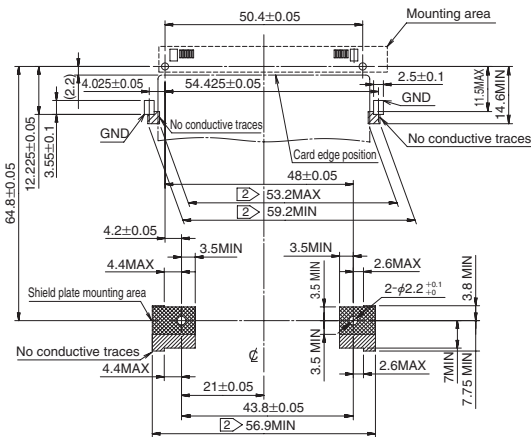 50.4±0.05
Mounting area
(2.2)
4.025±0.05
54.425±0.05
2.5±0.1
11.5MAX
14.6MIN
GND
GND
No conductive traces
No conductive traces
Card edge position
12.225±0.05
3.55±0.1
64.8±0.05
48±0.05
2 53.2MAX
2 59.2MIN
4.2±0.05
3.5MIN
3.5MIN
4.4MAX
2.6MAX
3.5 MIN
2-φ2.2 +0.1 +0
3.8 MIN
Shield plate mounting area
3.5 MIN
7MIN
7.75 MIN
No conductive traces
4.4MAX
2.6MAX
21±0.05
43.8±0.05
2 56.9MIN